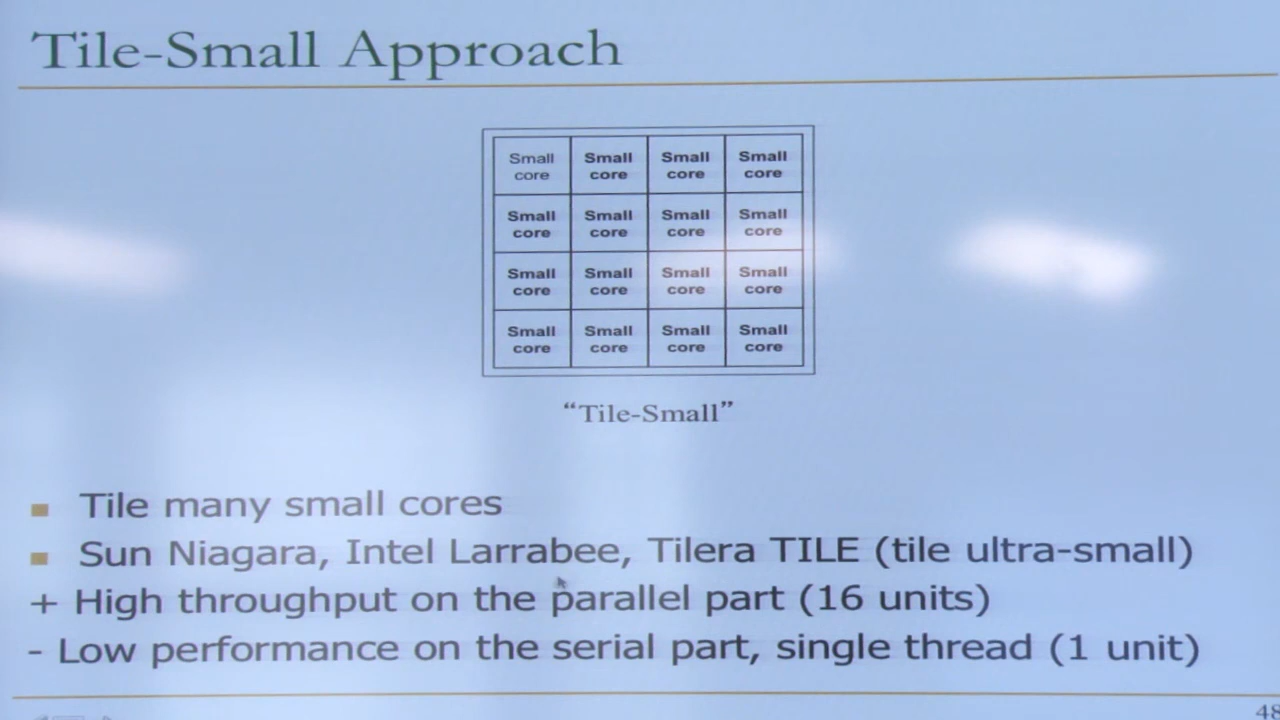 Tile-Small Approach
Small core Small core Small core Small core
Small core Small core Small core Small core
Small core Small core Small core Small core
Small core Small core Small core Small core
“Tile-Small”
Tile many small cores
Sun Niagara, Intel Larrabee, Tilera TILE (tile ultra-small)
+ High throughput on the parallel part (16 units)
- Low performance on the serial part, single thread (1 unit)
48